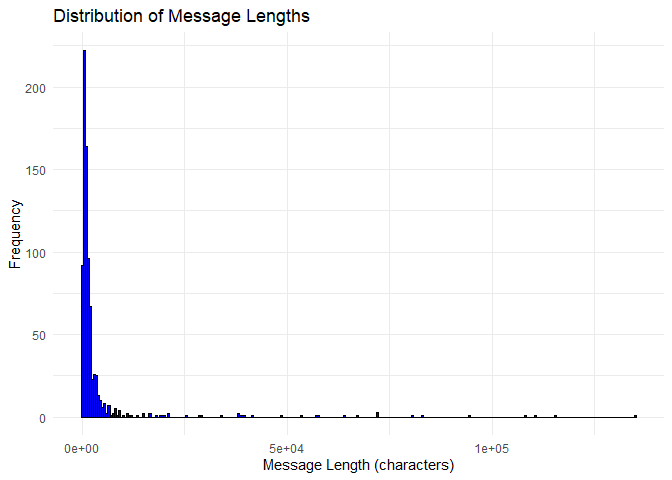 Distribution of Message Lengths
200
150
100
50
0
Frequency
0e+00 5e+04 1e+05
Message Length (characters)